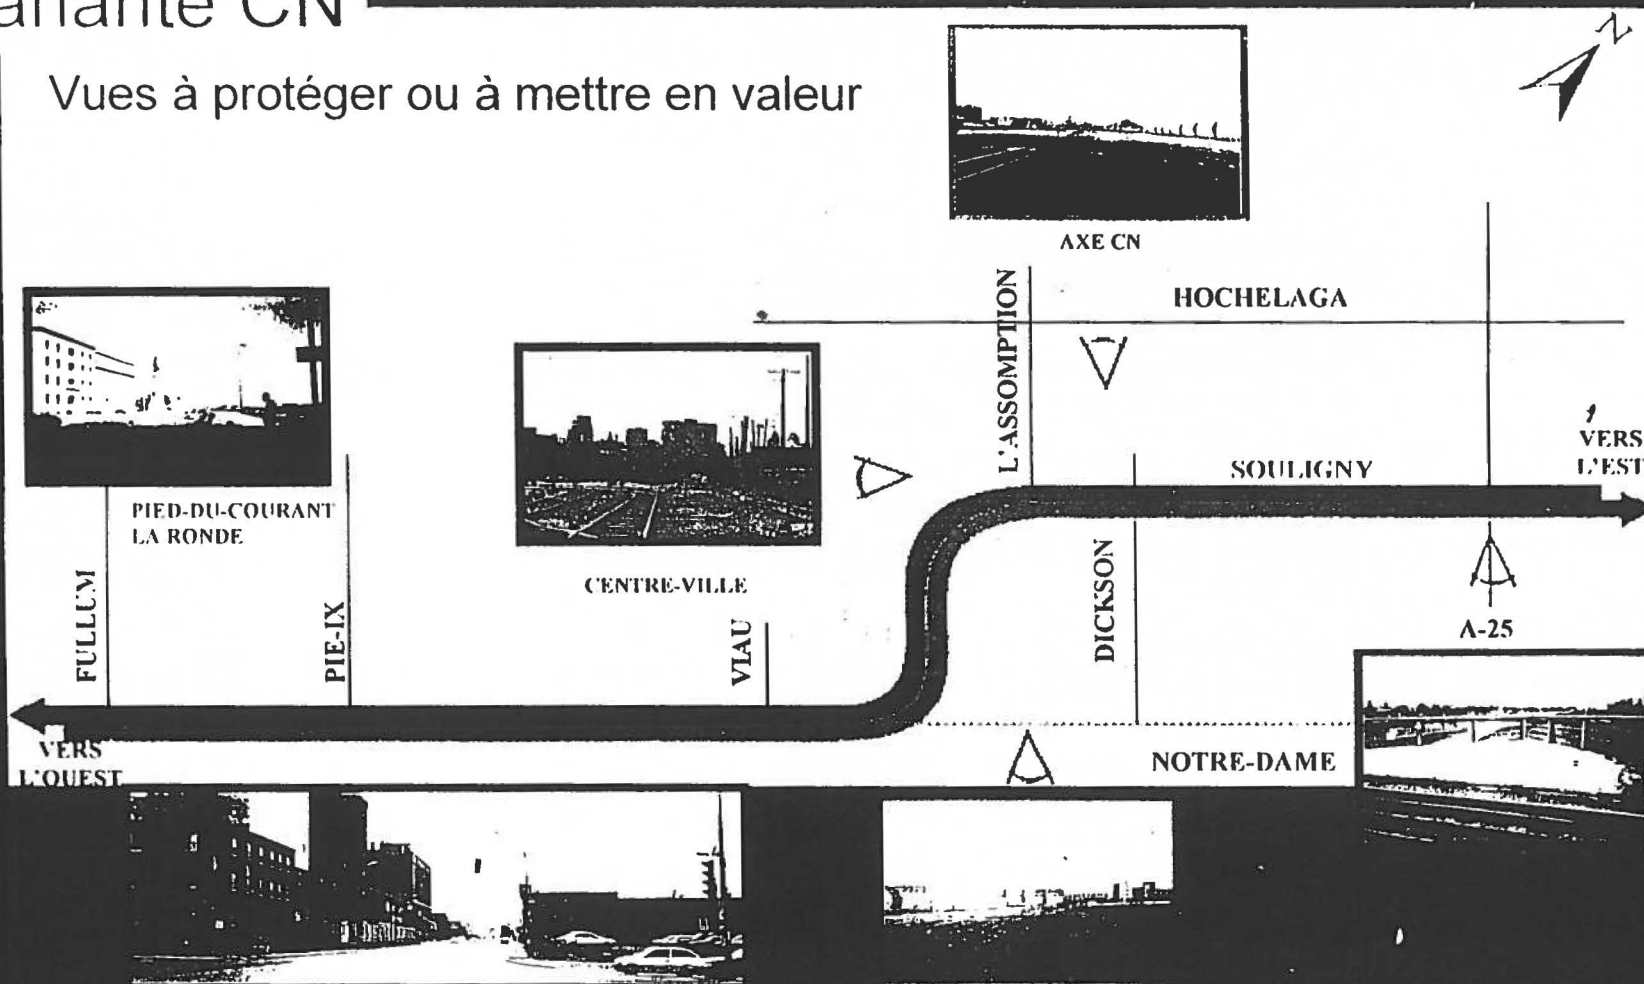 ariante CN
Vues à protéger ou à mettre en valeur
N
AXE CN
HOCHELAGA
L'ASSOMPTION
VERS
L'EST
SOULIGNY
PIED-DU-COURANT
LA RONDE
CENTRE-VILLE
FULLUM
PIE-IX
VIAU
DICKSON
A-25
VERS
L'OUEST
NOTRE-DAME